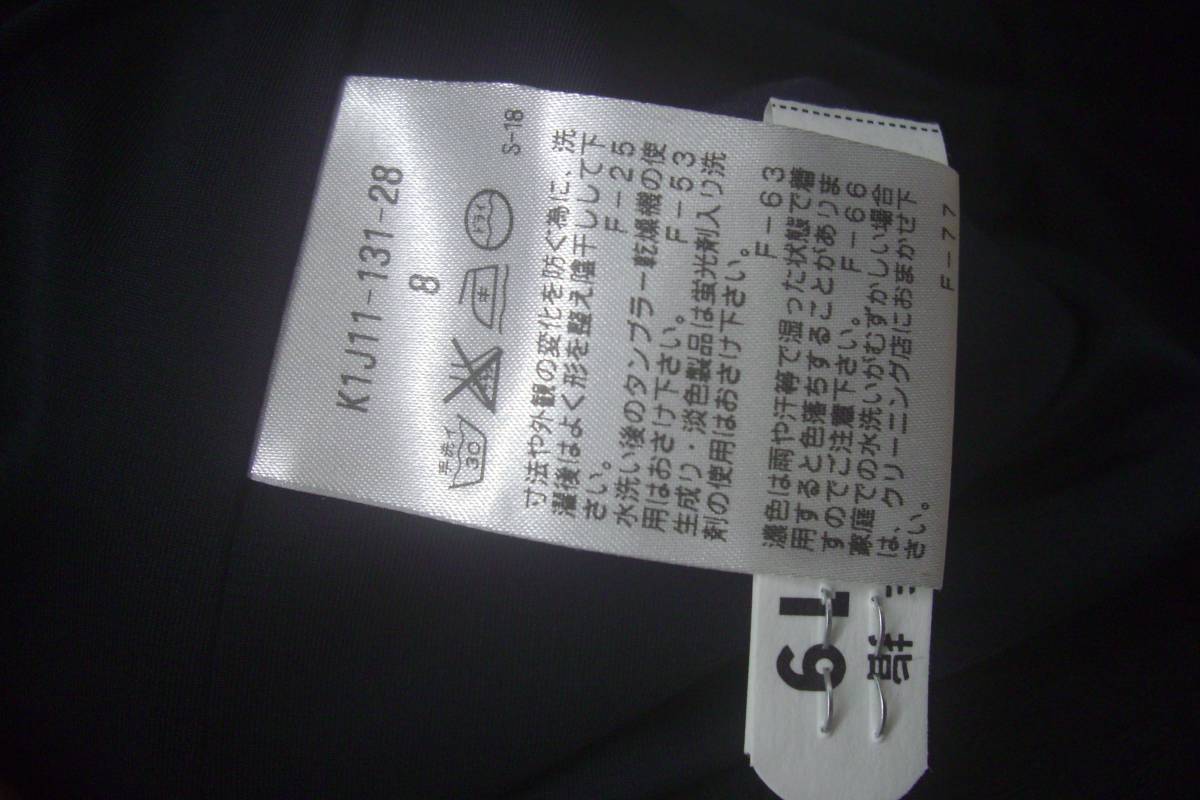 K1J11-131-28
8
手洗イ
30
ドライ
S-18
寸法や外観の変化を防ぐ為に、洗
濯後はよく形を整え陰干しして下
さい。 F-25
水洗い後のタンブラー乾燥機の使
用はおさけ下さい。 F-53
生成り・淡色製品は蛍光剤入り洗
剤の使用はおさけ下さい。
F-63
濃色は雨や汗等で湿った状態で着
用すると色落ちすることがありま
すのでご注意下さい。 F-66
家庭での水洗いがむずかしい場合
は、クリーニング店におまかせ下
さい。 F-77